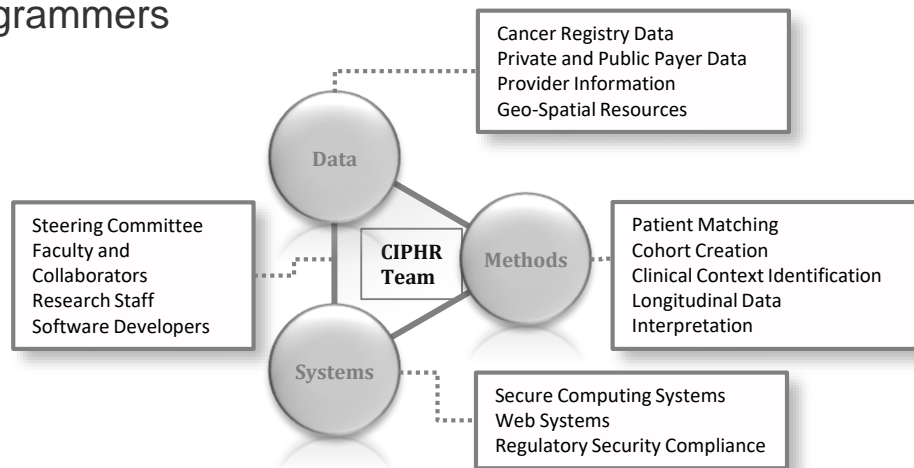 grammers
Cancer Registry Data
Private and Public Payer Data
Provider Information
Geo-Spatial Resources
Data
Steering Committee
Faculty and
Collaborators
Research Staff
Software Developers
CIPHR
Team
Methods
Patient Matching
Cohort Creation
Clinical Context Identification
Longitudinal Data
Interpretation
Systems
Secure Computing Systems
Web Systems
Regulatory Security Compliance